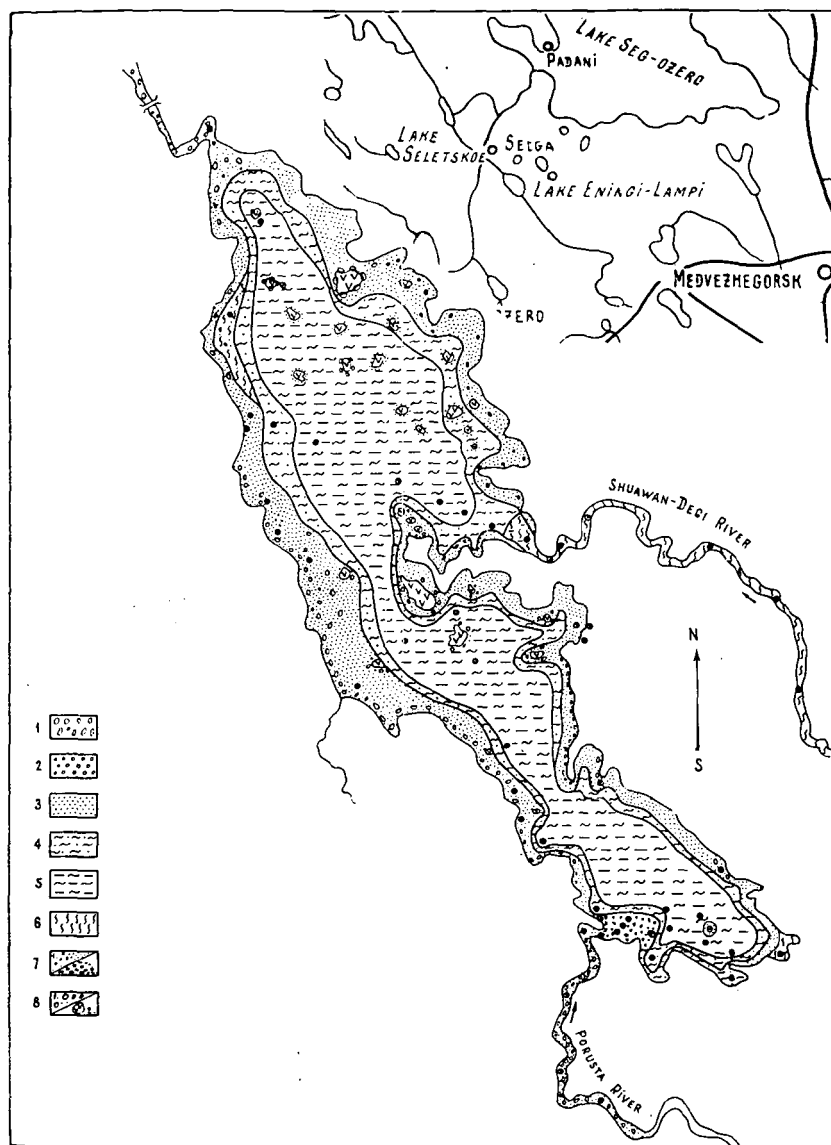 LAKE SEG-OZERO
PADANI
LAKE
SELETSKOE
SELGA
LAKE ENINGI-LAMPI
MEDVEZHEGORSK
OZERO
SHUAWAN-DEGI RIVER
N
S
1
2
3
4
5
6
7
8
PORUSTA RIVER